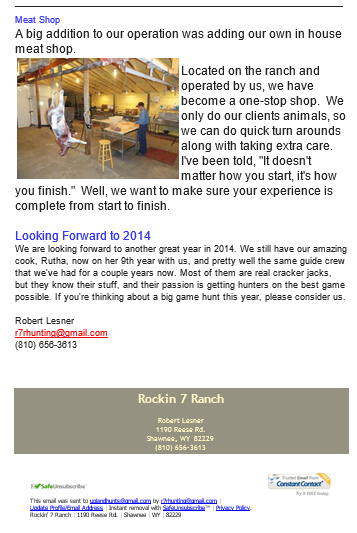 Meat Shop
A big addition to our operation was adding our own in house
meat shop.
Located on the ranch and
operated by us, we have
become a one-stop shop.  We
only do our clients animals, so
we can do quick turn arounds
along with taking extra care.
I've been told, "It doesn't
matter how you start, it's how
you finish."  Well, we want to make sure your experience is
complete from start to finish.
Looking Forward to 2014
We are looking forward to another great year in 2014. We still have our amazing
cook, Rutha, now on her 9th year with us, and pretty well the same guide crew
that we've had for a couple years now. Most of them are real cracker jacks,
but they know their stuff, and their passion is getting hunters on the best game
possible. If you're thinking about a big game hunt this year, please consider us.
Robert Lesner
r7rhunting@gmail.com
(810) 656-3613
Rockin 7 Ranch
Robert Lesner
1190 Reese Rd.
Shawnee, WY 82229
(810) 656-3613
SafeUnsubscribe™
Trusted Email from
Constant Contact®
Try it FREE today.
This email was sent to uplandhunts@gmail.com by r7rhunting@gmail.com |
Update Profile/Email Address | Instant removal with SafeUnsubscribe™ | Privacy Policy.
Rockin' 7 Ranch | 1190 Reese Rd. | Shawnee | WY | 82229